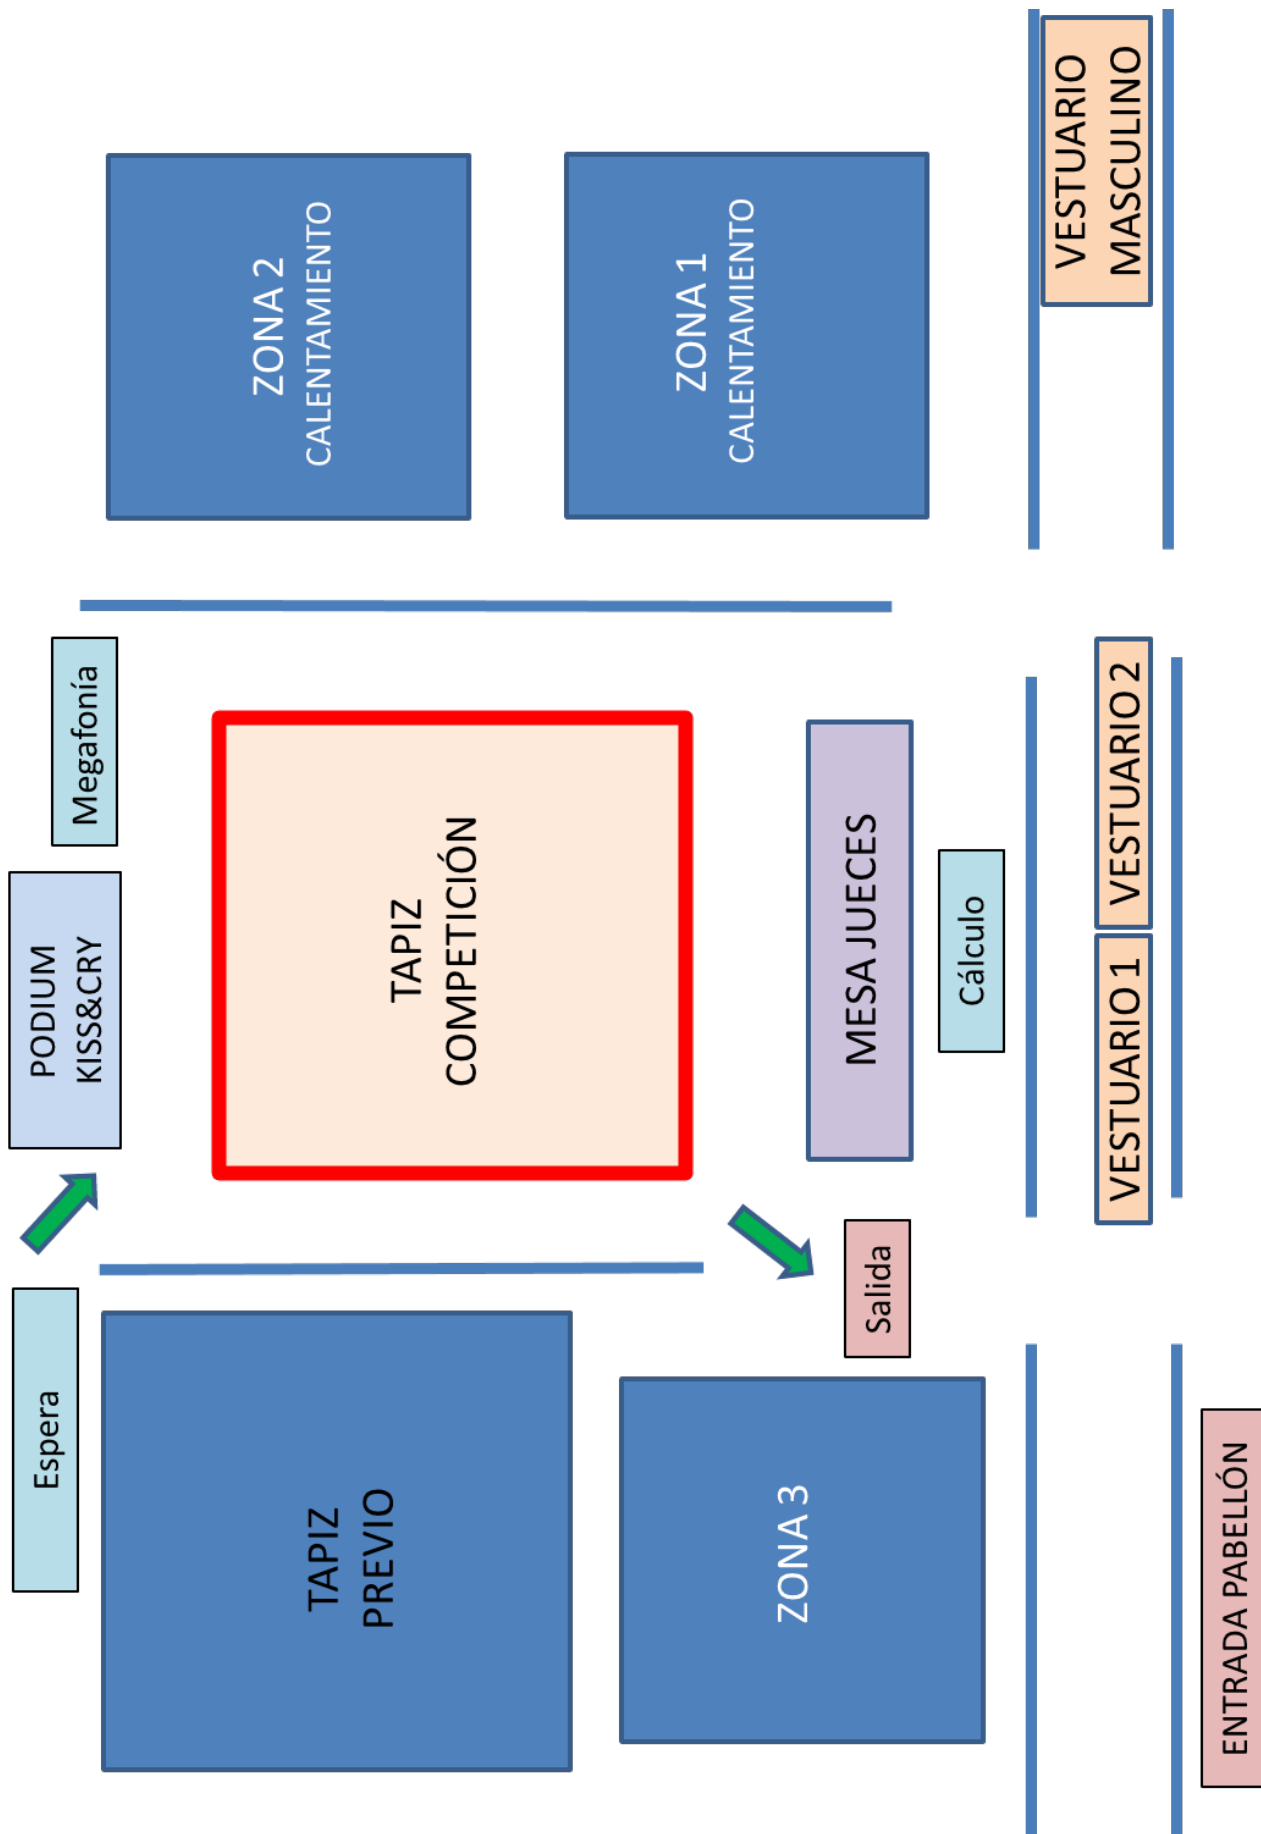 Espera
PODIUM
KISS&CRY
Megafonía
TAPIZ
PREVIO
TAPIZ
COMPETICIÓN
ZONA 2
CALENTAMIENTO
ZONA 3
Salida
MESA JUECES
ZONA 1
CALENTAMIENTO
Cálculo
VESTUARIO 1
VESTUARIO 2
VESTUARIO
MASCULINO
ENTRADA PABELLÓN